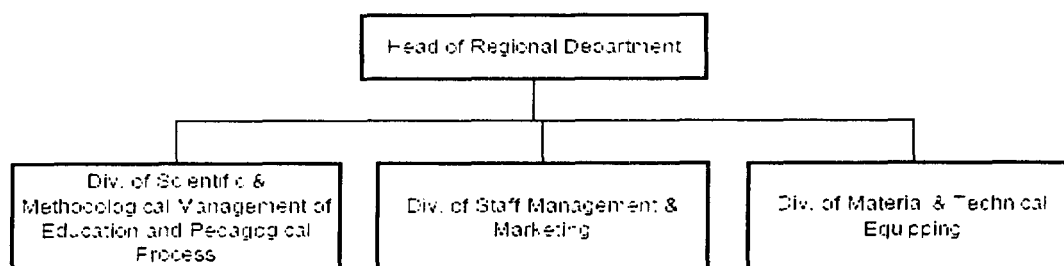 Head of Regional Department
Div. of Scientific &
Methodological Management of
Education and Pedagogical
Process
Div. of Staff Management &
Marketing
Div. of Material & Technical
Equipping